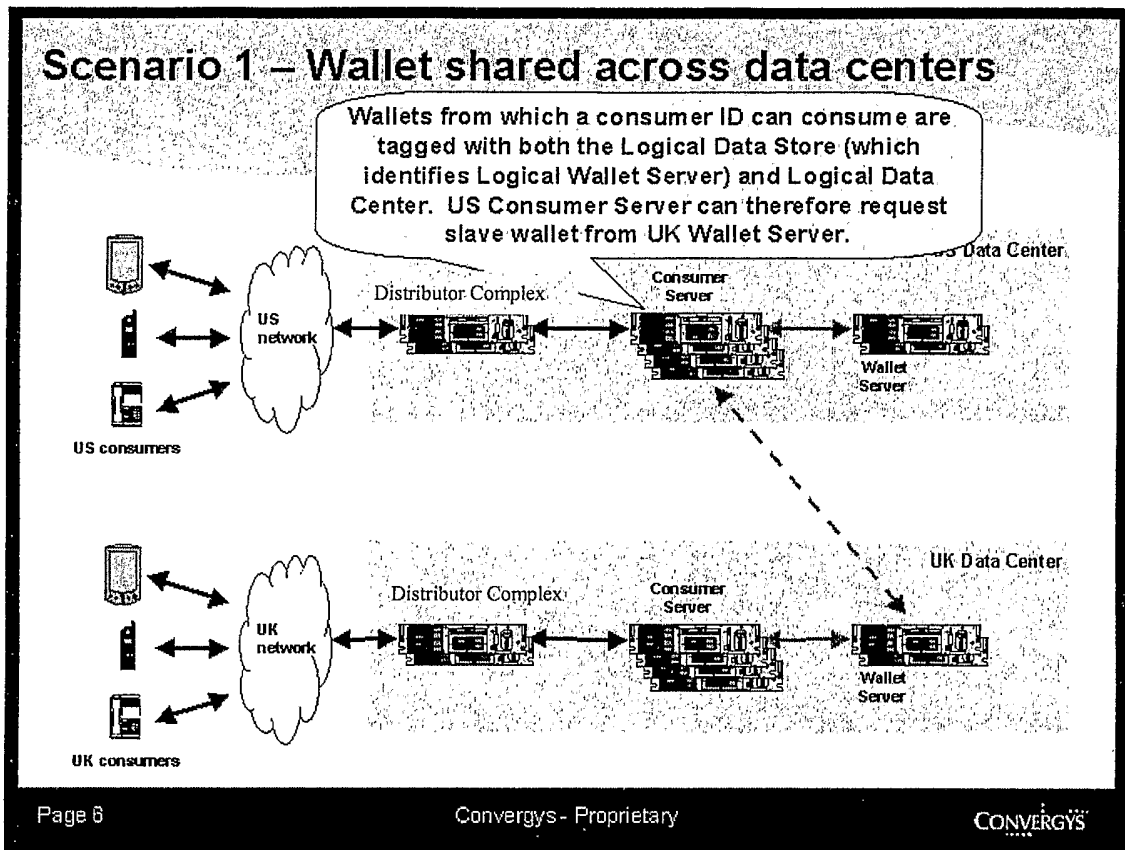 Scenario 1 – Wallet shared across data centers
Wallets from which a consumer ID can consume are
tagged with both the Logical Data Store (which
identifies Logical Wallet Server) and Logical Data
Center. US Consumer Server can therefore request
slave wallet from UK Wallet Server.
Data Center
Consumer
Server
Distributor Complex
US
network
Wallet
Server
US consumers
UK Data Center
Consumer
Server
Distributor Complex
UK
network
Wallet
Server
UK consumers
Page 6
Convergys - Proprietary
CONVERGYS